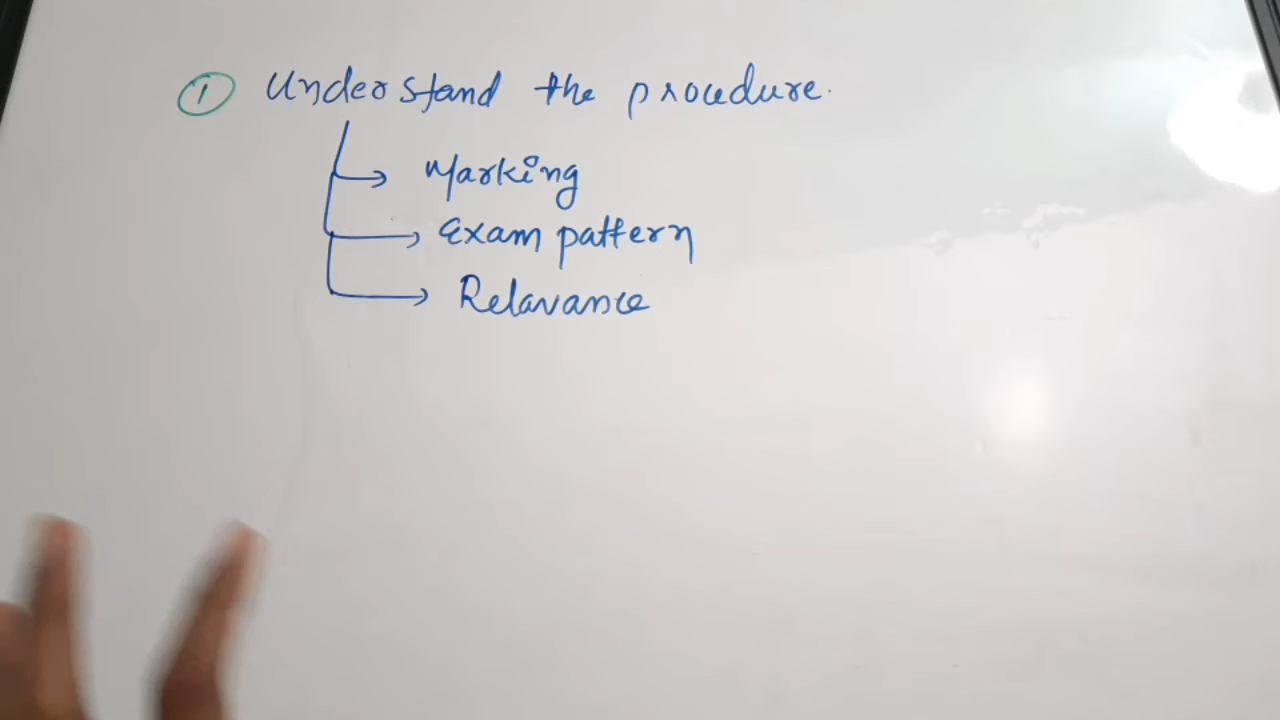 ① Understand the procedure.
Marking
Exam pattern
Relavance